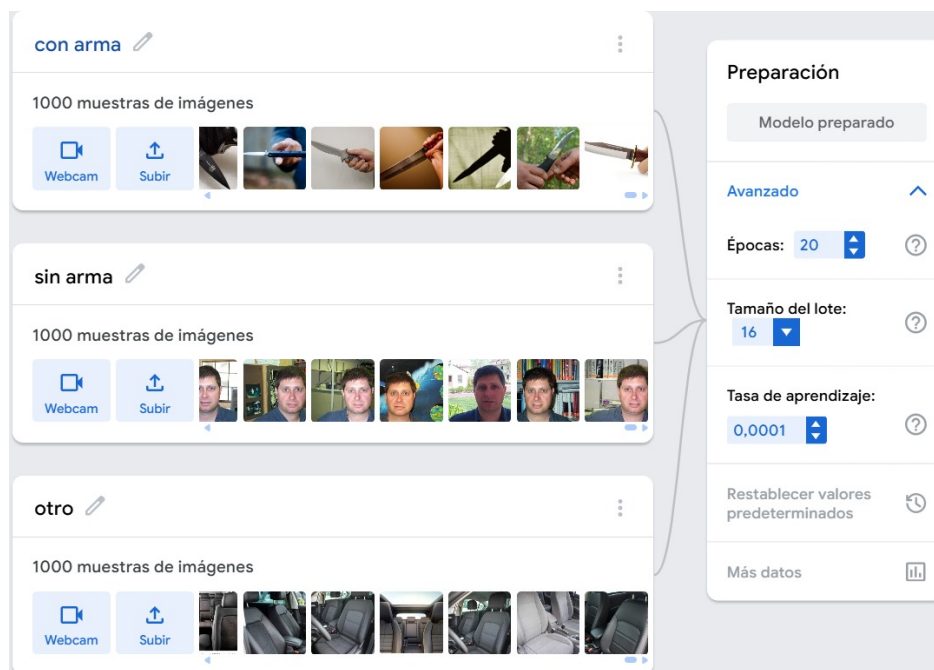 con arma
1000 muestras de imágenes
Webcam
Subir
sin arma
1000 muestras de imágenes
Webcam
Subir
otro
1000 muestras de imágenes
Webcam
Subir
Preparación
Modelo preparado
Avanzado
Épocas: 20
Tamaño del lote:
16
Tasa de aprendizaje:
0,0001
Restablecer valores
predeterminados
Más datos